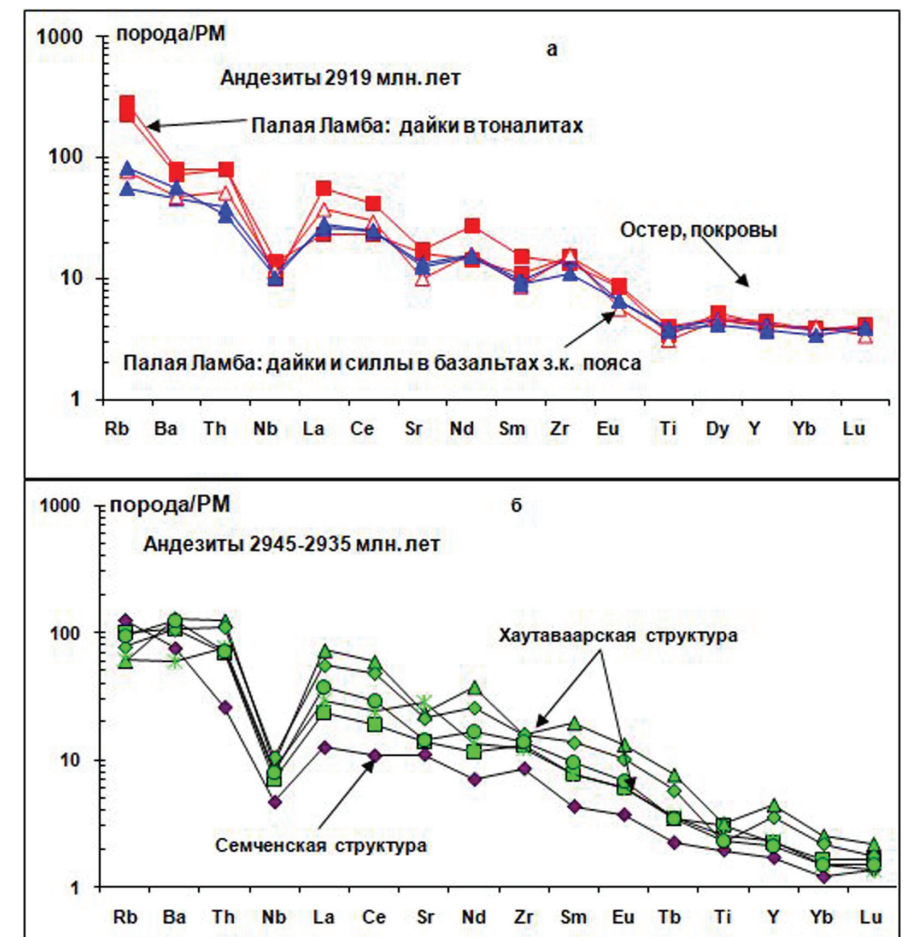 1000
порода/PM
а
Андезиты 2919 млн. лет
Палая Ламба: дайки в тоналитах
100
Остер, покровы
10
Палая Ламба: дайки и силлы в базальтах з.к. пояса
1
Rb Ba Th Nb La Ce Sr Nd Sm Zr Eu Ti Dy Y Yb Lu
1000
порода/PM
б
Андезиты 2945-2935 млн. лет
100
Хаутаваарская структура
10
Семченская структура
1
Rb Ba Th Nb La Ce Sr Nd Zr Sm Eu Tb Ti Y Yb Lu